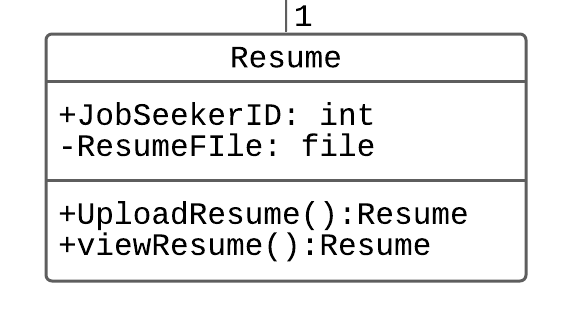 1
Resume
+JobSeekerID: int
-ResumeFIle: file
+UploadResume():Resume
+viewResume():Resume